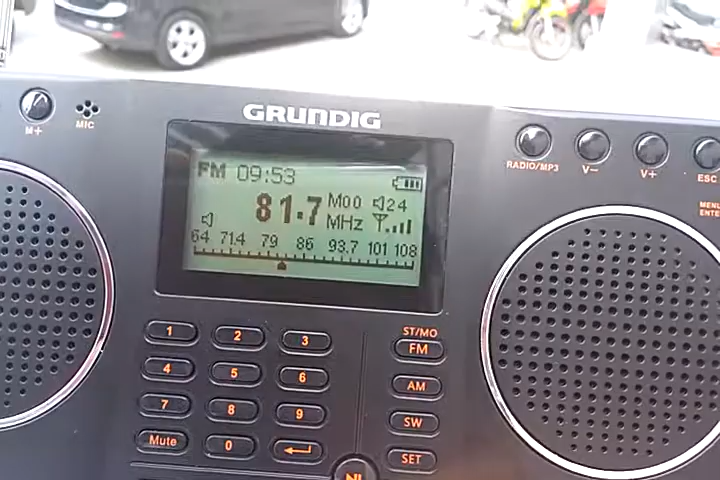 GRUNDIG
M+
MIC
RADIO/MP3
V−
V+
ESC
MENU
FM 09:53
81.7 M00 24
MHz
64 71.4 79 86 93.7 101 108
1 2 3
4 5 6
7 8 9
Mute 0
ST/MO
FM
AM
SW
SET